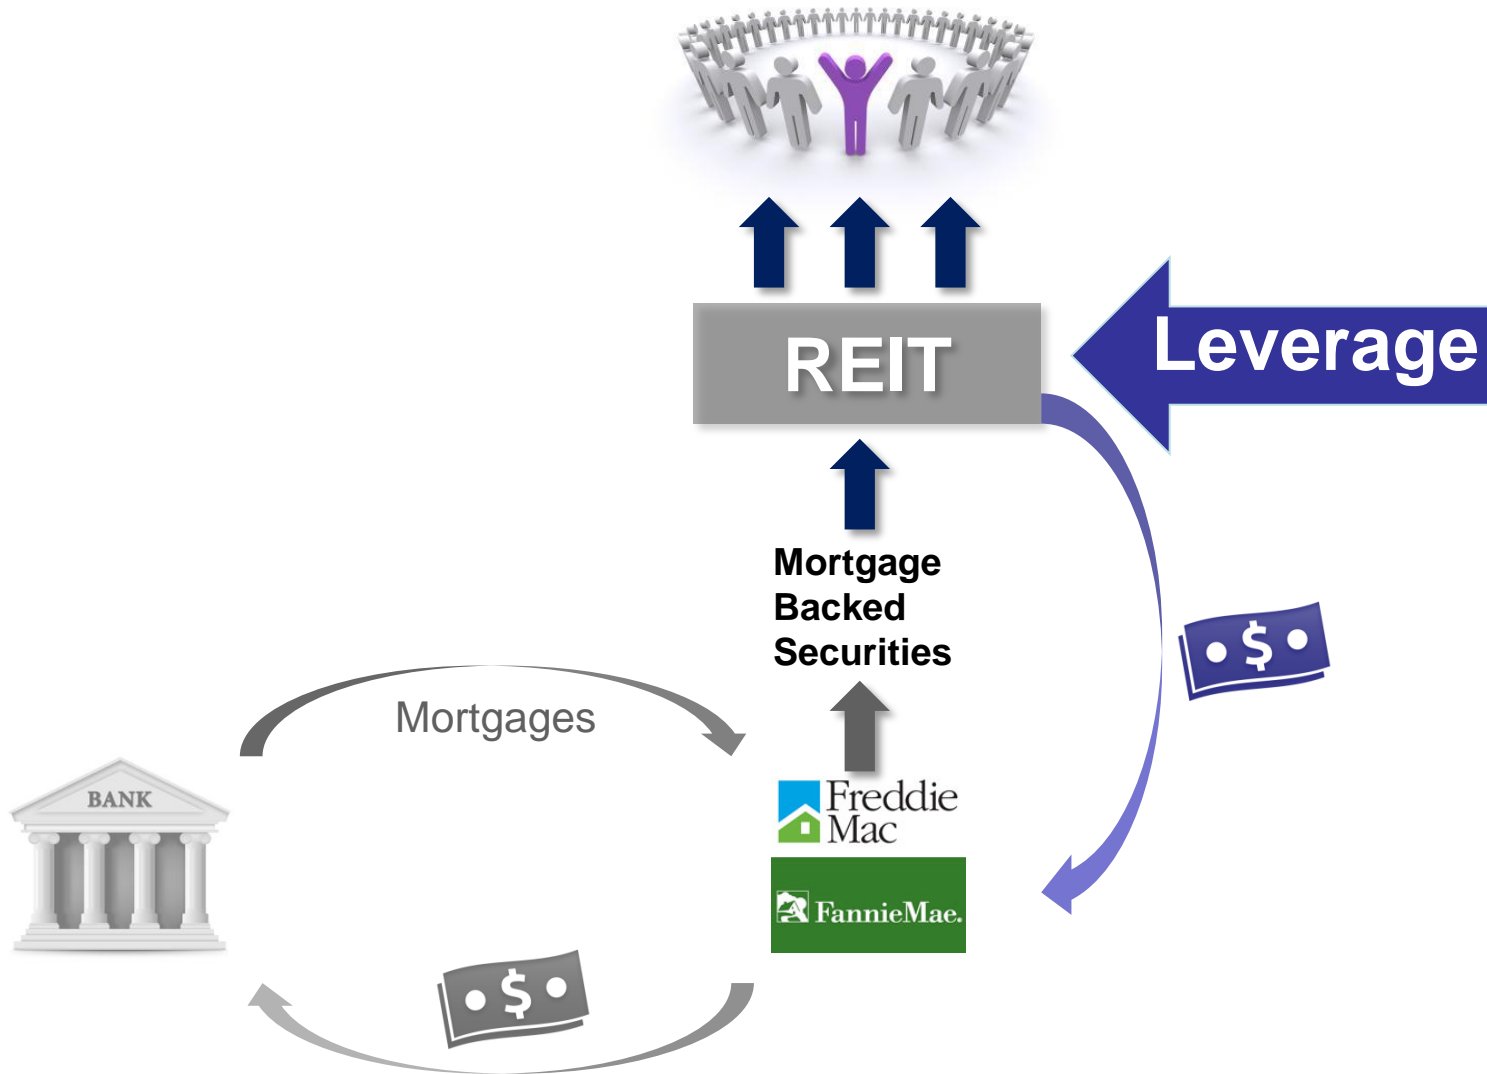 REIT
Leverage
Mortgage
Backed
Securities
Mortgages
BANK
Freddie
Mac
FannieMae.
$
$